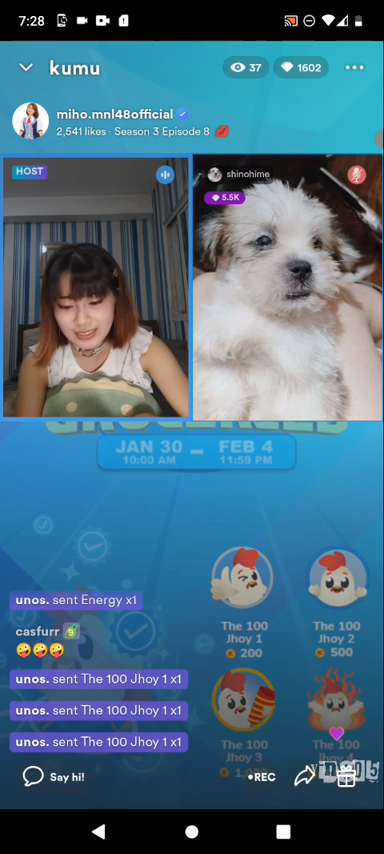 7:28
kumu
37
1602
miho.mnl48official
2,541 likes · Season 3 Episode 8 💋
HOST
shinohime
5.5K
GROCERIES
JAN 30 - FEB 4
10:00 AM 11:59 PM
unos. sent Energy x1
casfurr 9
🤪🤪🤪
unos. sent The 100 Jhoy 1 x1
unos. sent The 100 Jhoy 1 x1
unos. sent The 100 Jhoy 1 x1
The 100 Jhoy 1
200
The 100 Jhoy 2
500
The 100 Jhoy 3
The 100
Say hi!
•REC